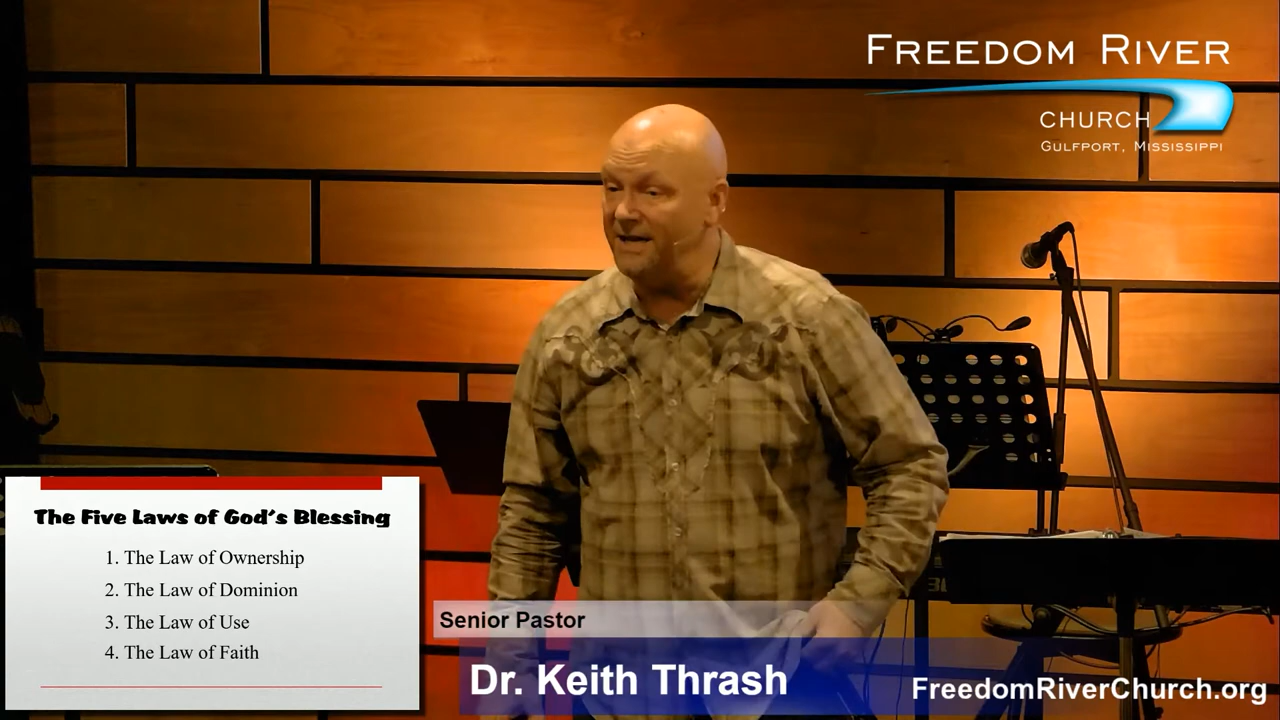 FREEDOM RIVER
CHURCH
GULFPORT, MISSISSIPPI
The Five Laws of God's Blessing
1. The Law of Ownership
2. The Law of Dominion
3. The Law of Use
4. The Law of Faith
Senior Pastor
Dr. Keith Thrash
FreedomRiverChurch.org